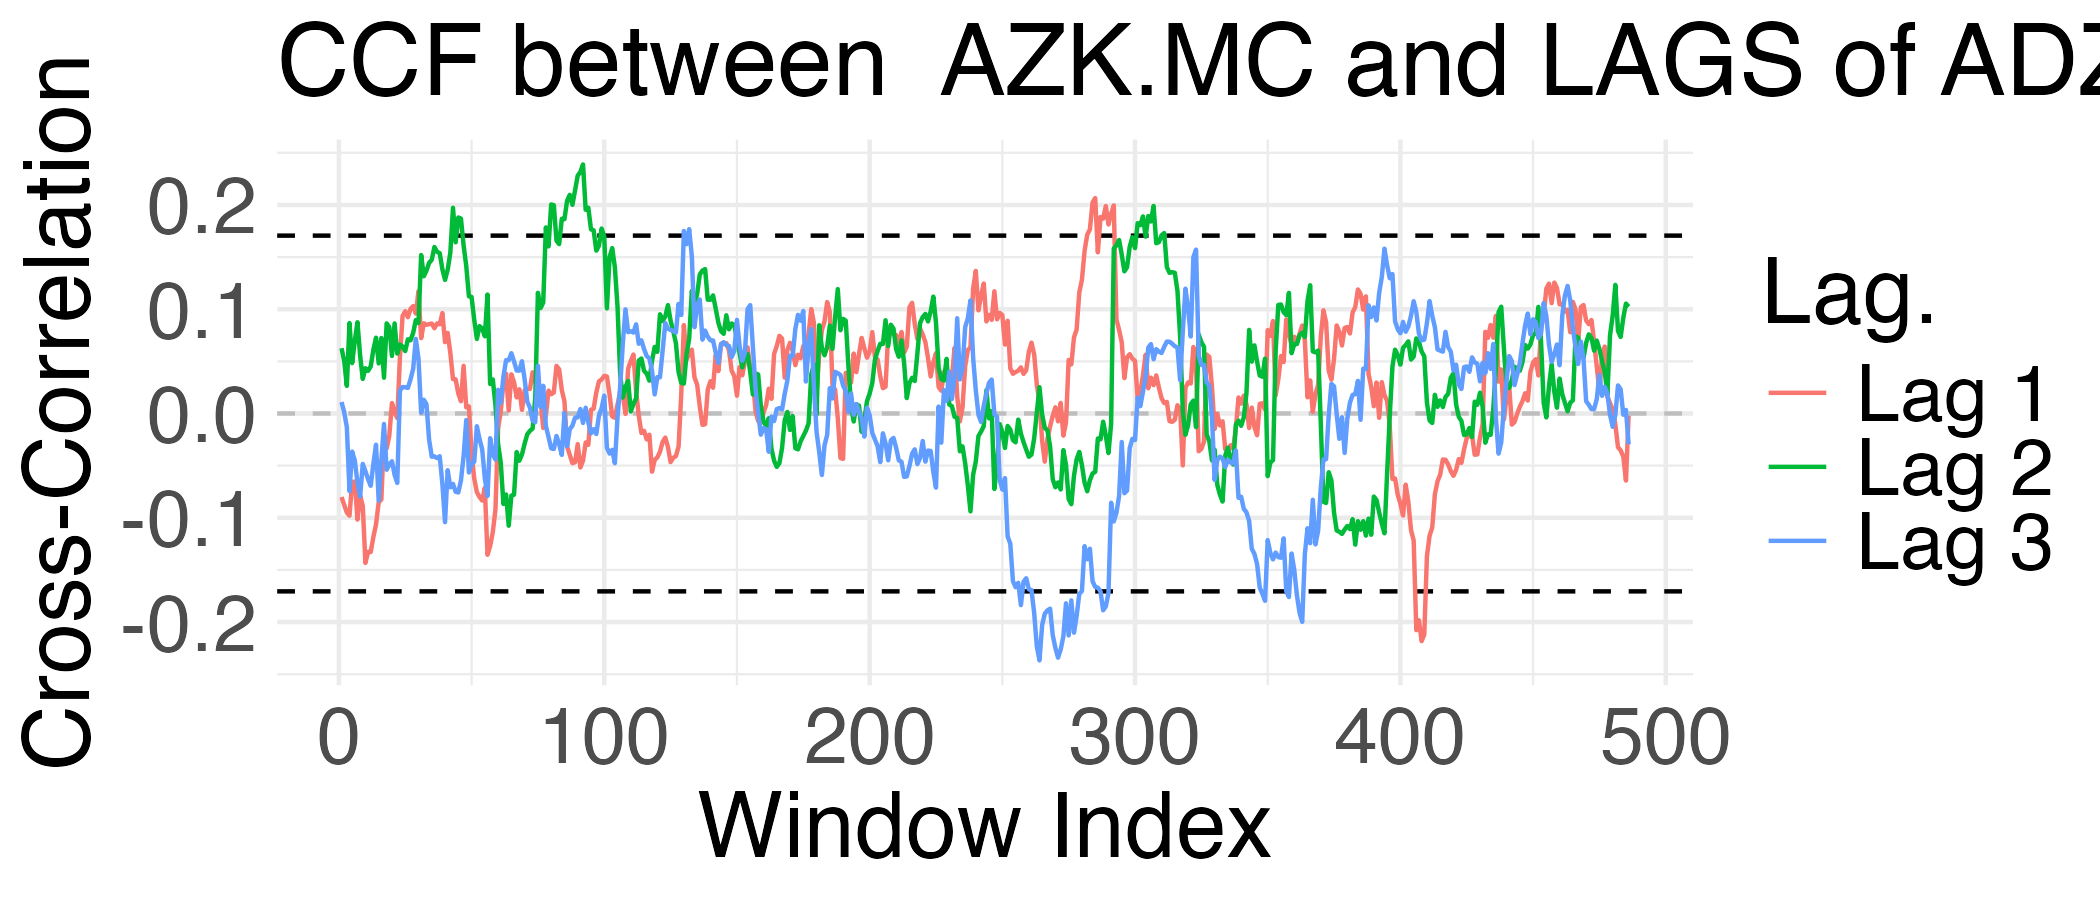 CCF between  AZK.MC and LAGS of ADZ
Cross-Correlation
0.2
0.1
0.0
-0.1
-0.2
0 100 200 300 400 500
Window Index
Lag.
Lag 1
Lag 2
Lag 3